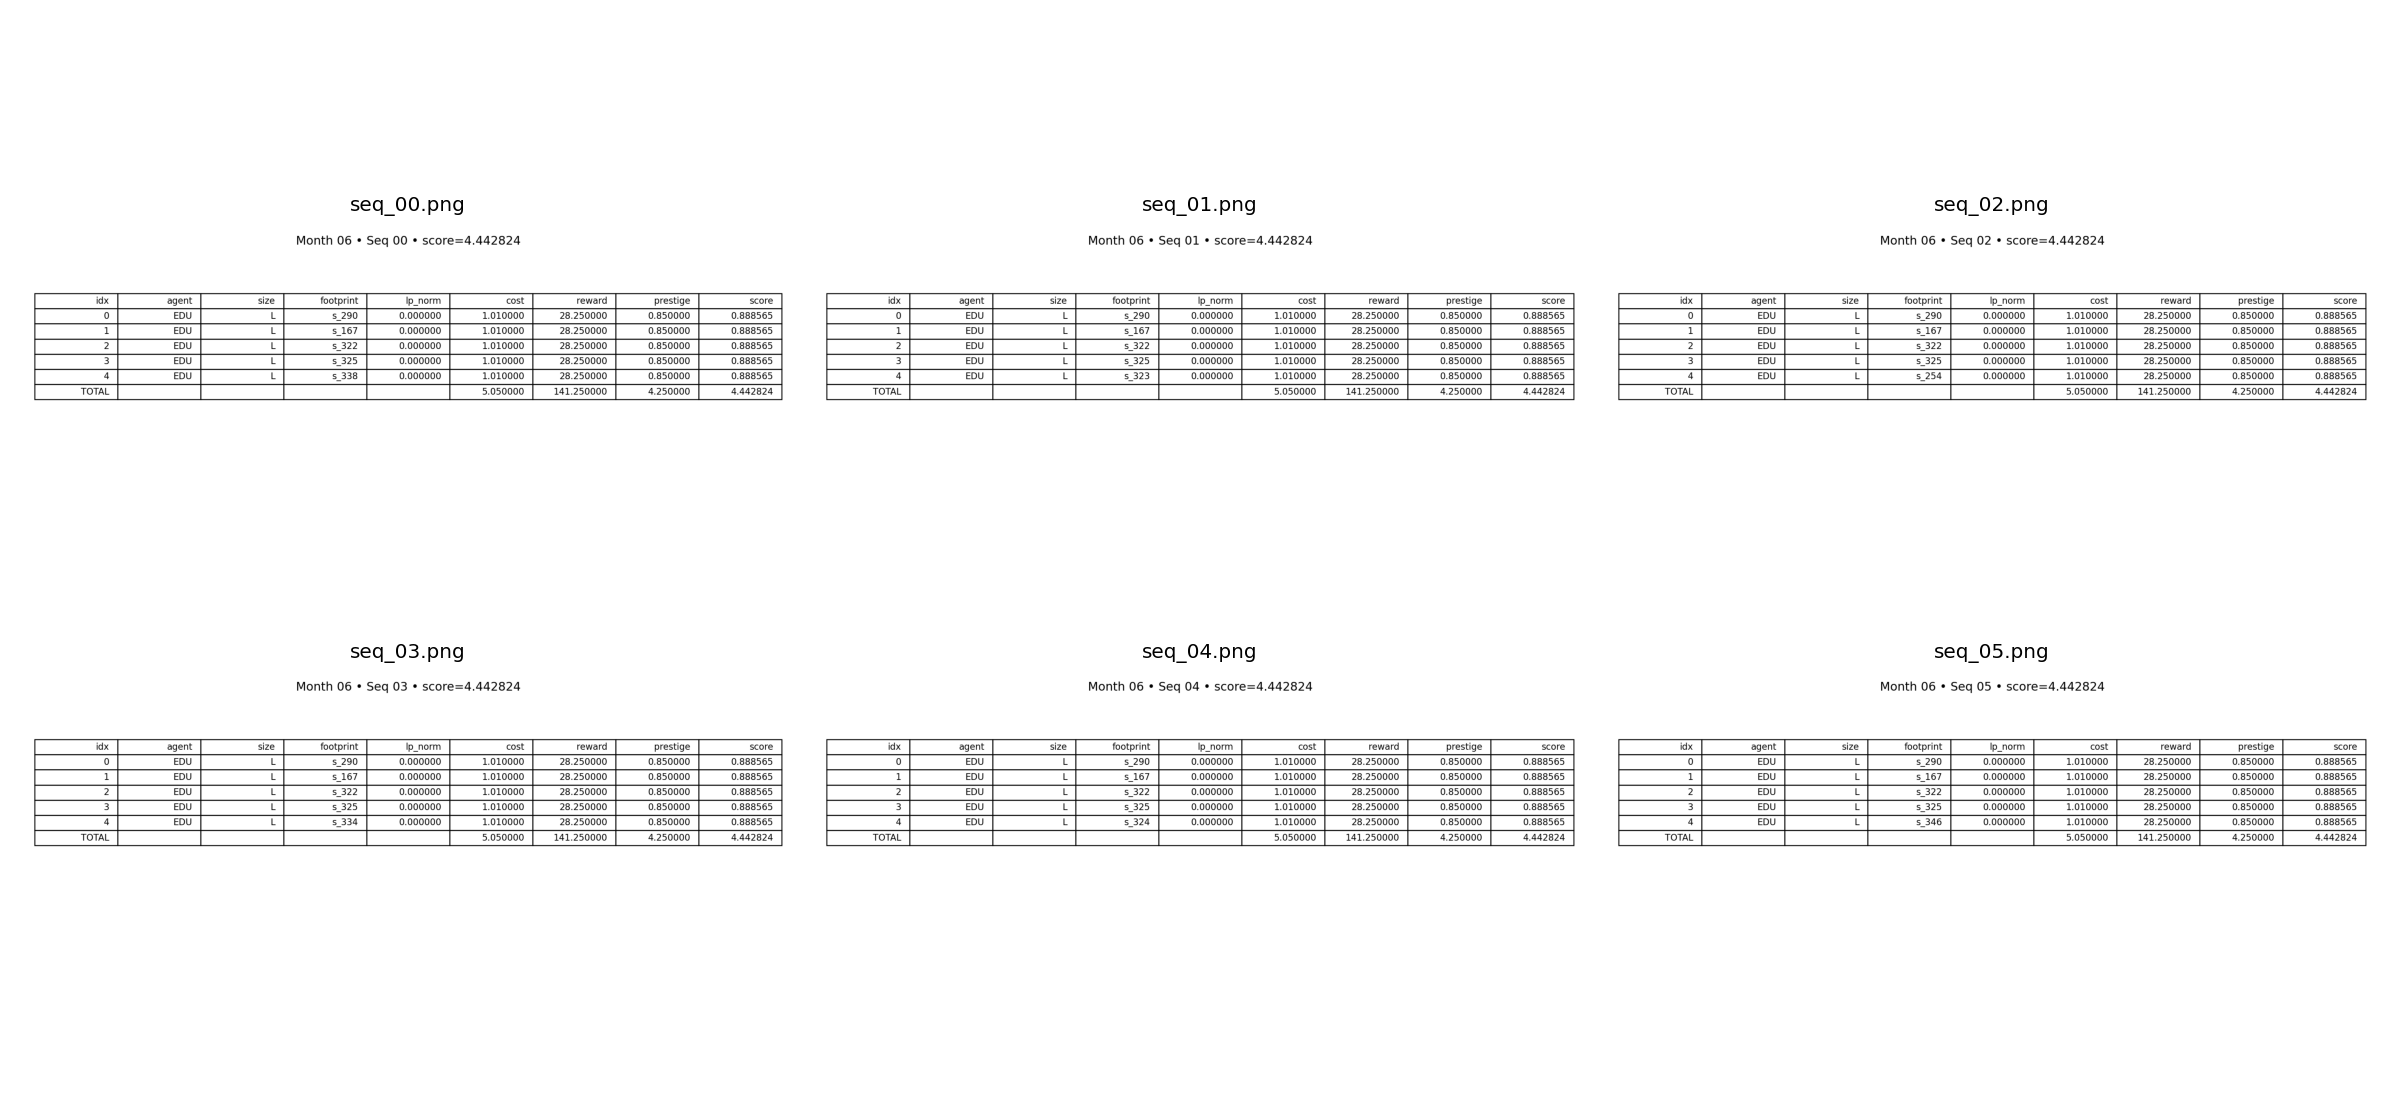 seq_00.png
Month 06 • Seq 00 • score=4.442824
idx agent size footprint lp_norm cost reward prestige score
0 EDU L s_290 0.000000 1.010000 28.250000 0.850000 0.888565
1 EDU L s_167 0.000000 1.010000 28.250000 0.850000 0.888565
2 EDU L s_322 0.000000 1.010000 28.250000 0.850000 0.888565
3 EDU L s_325 0.000000 1.010000 28.250000 0.850000 0.888565
4 EDU L s_338 0.000000 1.010000 28.250000 0.850000 0.888565
TOTAL 5.050000 141.250000 4.250000 4.442824
seq_01.png
Month 06 • Seq 01 • score=4.442824
idx agent size footprint lp_norm cost reward prestige score
0 EDU L s_290 0.000000 1.010000 28.250000 0.850000 0.888565
1 EDU L s_167 0.000000 1.010000 28.250000 0.850000 0.888565
2 EDU L s_322 0.000000 1.010000 28.250000 0.850000 0.888565
3 EDU L s_325 0.000000 1.010000 28.250000 0.850000 0.888565
4 EDU L s_323 0.000000 1.010000 28.250000 0.850000 0.888565
TOTAL 5.050000 141.250000 4.250000 4.442824
seq_02.png
Month 06 • Seq 02 • score=4.442824
idx agent size footprint lp_norm cost reward prestige score
0 EDU L s_290 0.000000 1.010000 28.250000 0.850000 0.888565
1 EDU L s_167 0.000000 1.010000 28.250000 0.850000 0.888565
2 EDU L s_322 0.000000 1.010000 28.250000 0.850000 0.888565
3 EDU L s_325 0.000000 1.010000 28.250000 0.850000 0.888565
4 EDU L s_254 0.000000 1.010000 28.250000 0.850000 0.888565
TOTAL 5.050000 141.250000 4.250000 4.442824
seq_03.png
Month 06 • Seq 03 • score=4.442824
idx agent size footprint lp_norm cost reward prestige score
0 EDU L s_290 0.000000 1.010000 28.250000 0.850000 0.888565
1 EDU L s_167 0.000000 1.010000 28.250000 0.850000 0.888565
2 EDU L s_322 0.000000 1.010000 28.250000 0.850000 0.888565
3 EDU L s_325 0.000000 1.010000 28.250000 0.850000 0.888565
4 EDU L s_334 0.000000 1.010000 28.250000 0.850000 0.888565
TOTAL 5.050000 141.250000 4.250000 4.442824
seq_04.png
Month 06 • Seq 04 • score=4.442824
idx agent size footprint lp_norm cost reward prestige score
0 EDU L s_290 0.000000 1.010000 28.250000 0.850000 0.888565
1 EDU L s_167 0.000000 1.010000 28.250000 0.850000 0.888565
2 EDU L s_322 0.000000 1.010000 28.250000 0.850000 0.888565
3 EDU L s_325 0.000000 1.010000 28.250000 0.850000 0.888565
4 EDU L s_324 0.000000 1.010000 28.250000 0.850000 0.888565
TOTAL 5.050000 141.250000 4.250000 4.442824
seq_05.png
Month 06 • Seq 05 • score=4.442824
idx agent size footprint lp_norm cost reward prestige score
0 EDU L s_290 0.000000 1.010000 28.250000 0.850000 0.888565
1 EDU L s_167 0.000000 1.010000 28.250000 0.850000 0.888565
2 EDU L s_322 0.000000 1.010000 28.250000 0.850000 0.888565
3 EDU L s_325 0.000000 1.010000 28.250000 0.850000 0.888565
4 EDU L s_346 0.000000 1.010000 28.250000 0.850000 0.888565
TOTAL 5.050000 141.250000 4.250000 4.442824